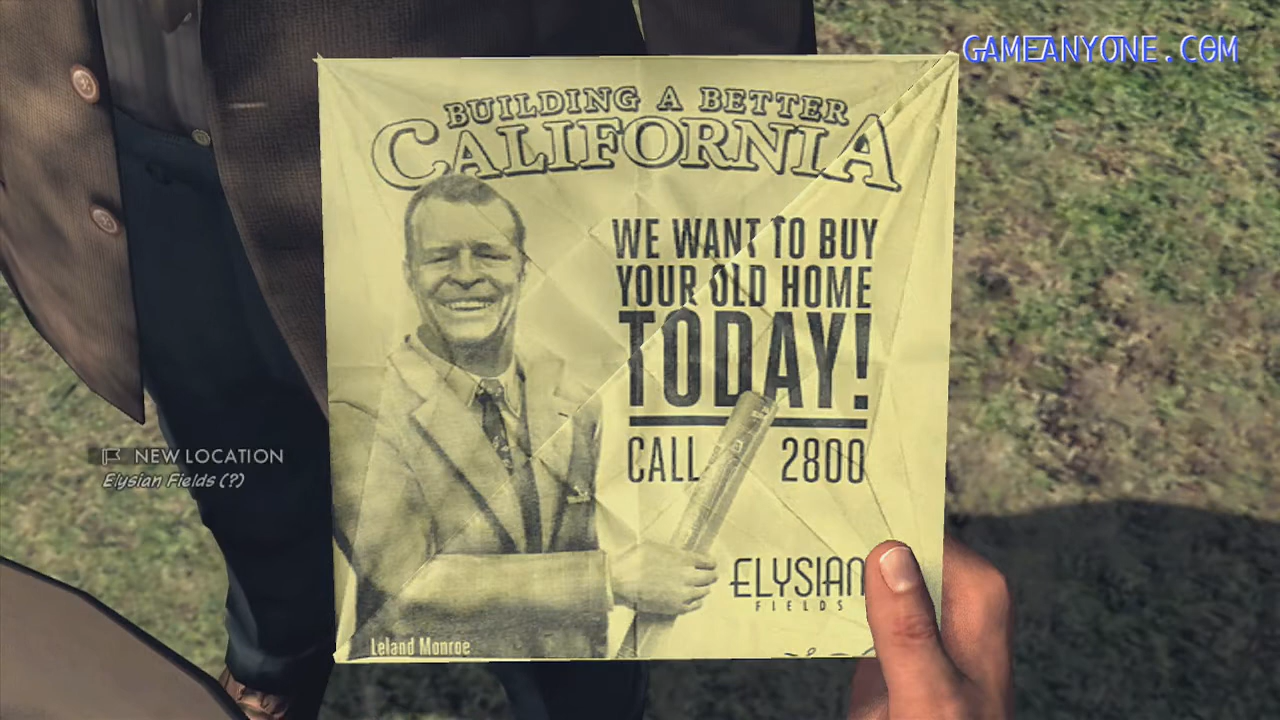 GAMEANYONE.COM
BUILDING A BETTER
CALIFORNIA
WE WANT TO BUY
YOUR OLD HOME
TODAY!
CALL 2800
NEW LOCATION
Elysian Fields (?)
ELYSIAN
FIELDS
Leland Monroe